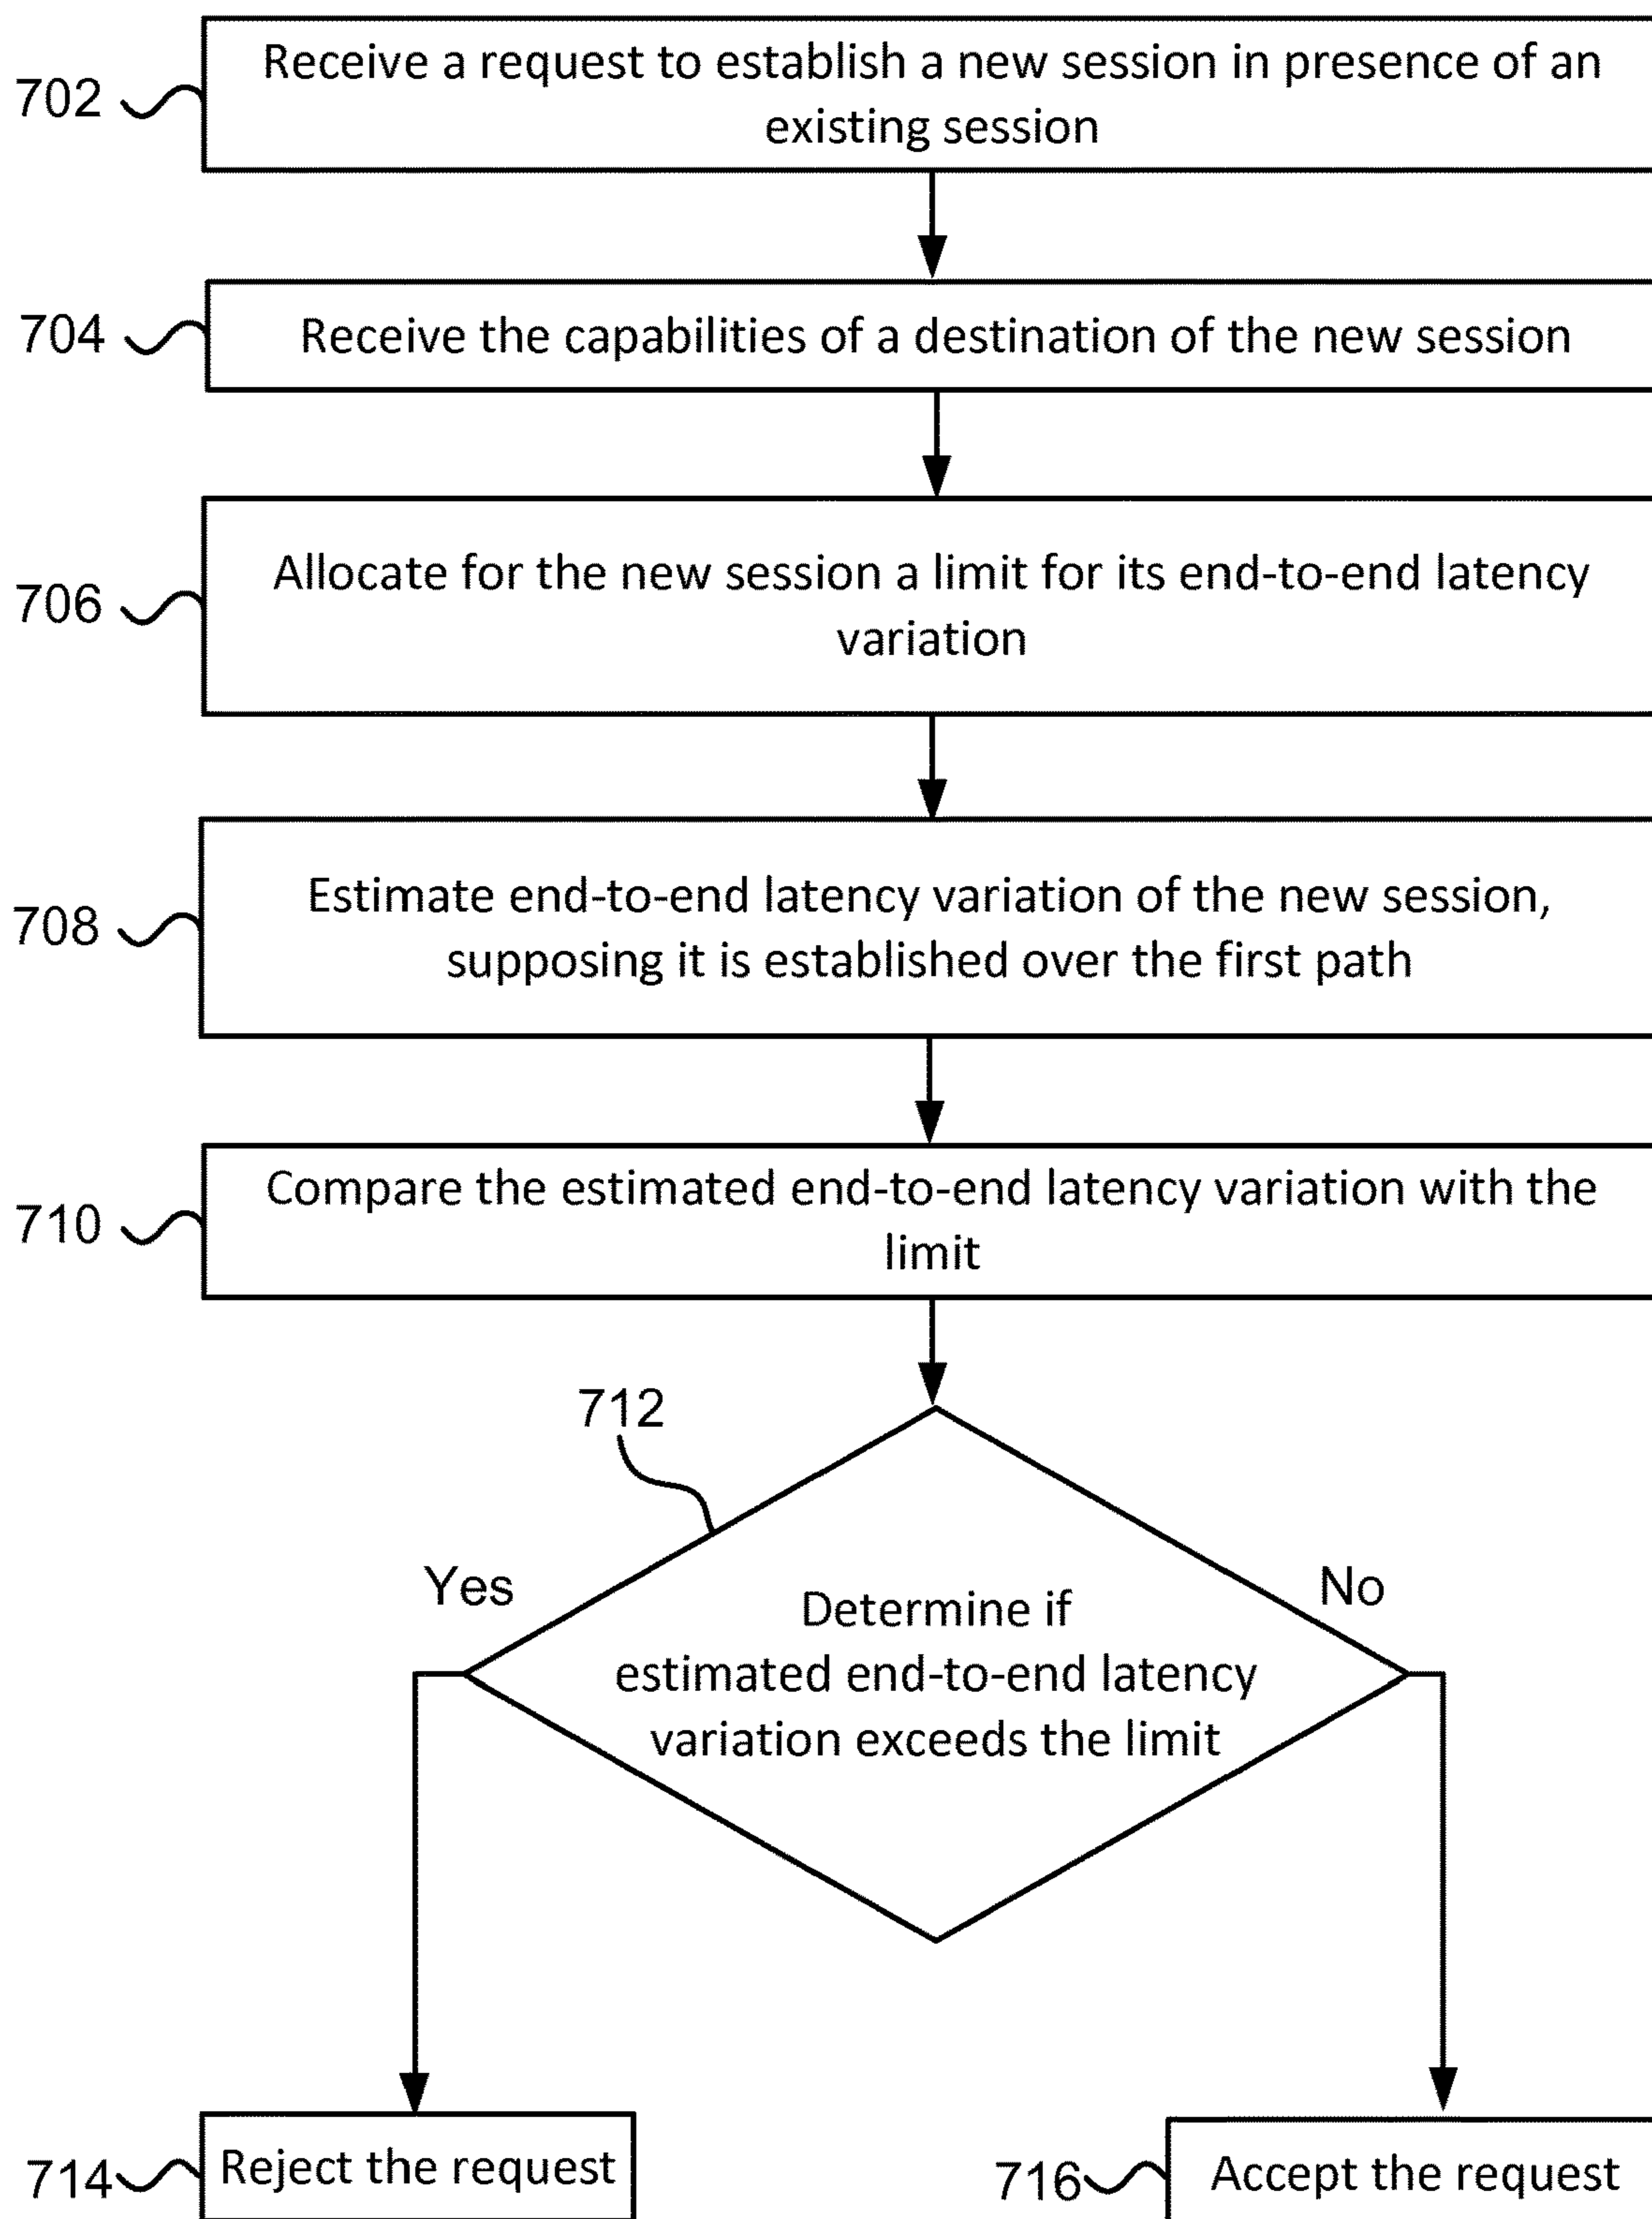 702
Receive a request to establish a new session in presence of an
existing session
704
Receive the capabilities of a destination of the new session
706
Allocate for the new session a limit for its end-to-end latency
variation
708
Estimate end-to-end latency variation of the new session,
supposing it is established over the first path
710
Compare the estimated end-to-end latency variation with the
limit
712
Yes
No
Determine if
estimated end-to-end latency
variation exceeds the limit
714
Reject the request
716
Accept the request